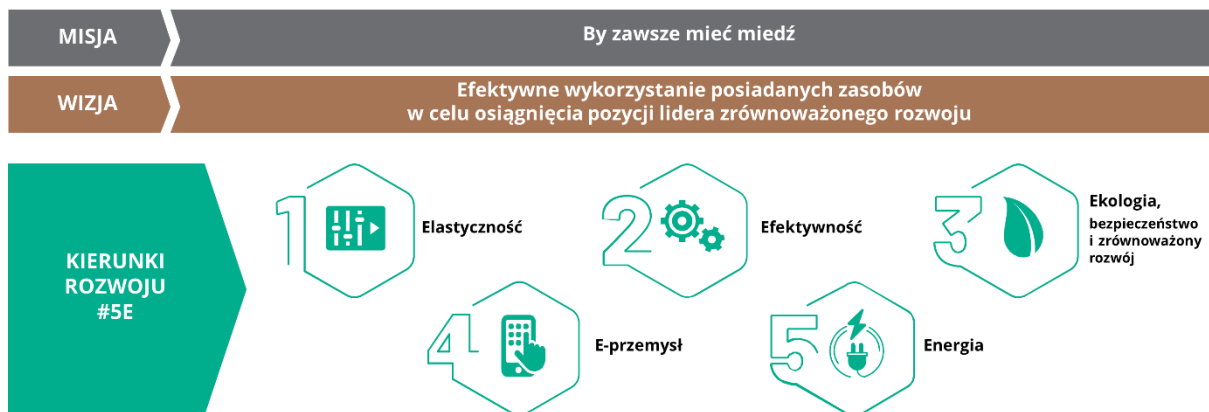 MISJA
By zawsze mieć miedź
WIZJA
Efektywne wykorzystanie posiadanych zasobów
w celu osiągnięcia pozycji lidera zrównoważonego rozwoju
KIERUNKI
ROZWOJU
#5E
1
Elastyczność
2
Efektywność
3
Ekologia,
bezpieczeństwo
i zrównoważony
rozwój
4
E-przemysł
5
Energia